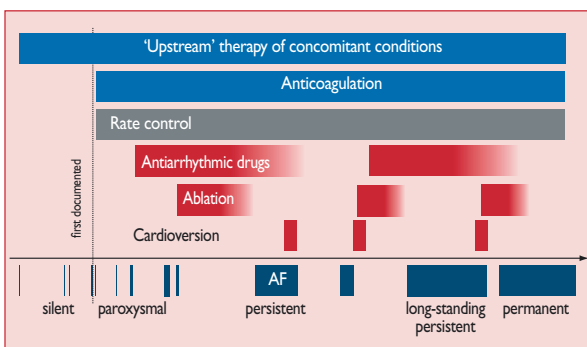 ‘Upstream’ therapy of concomitant conditions
Anticoagulation
Rate control
first documented
Antiarrhythmic drugs
Ablation
Cardioversion
AF
silent
paroxysmal
persistent
long-standing
persistent
permanent